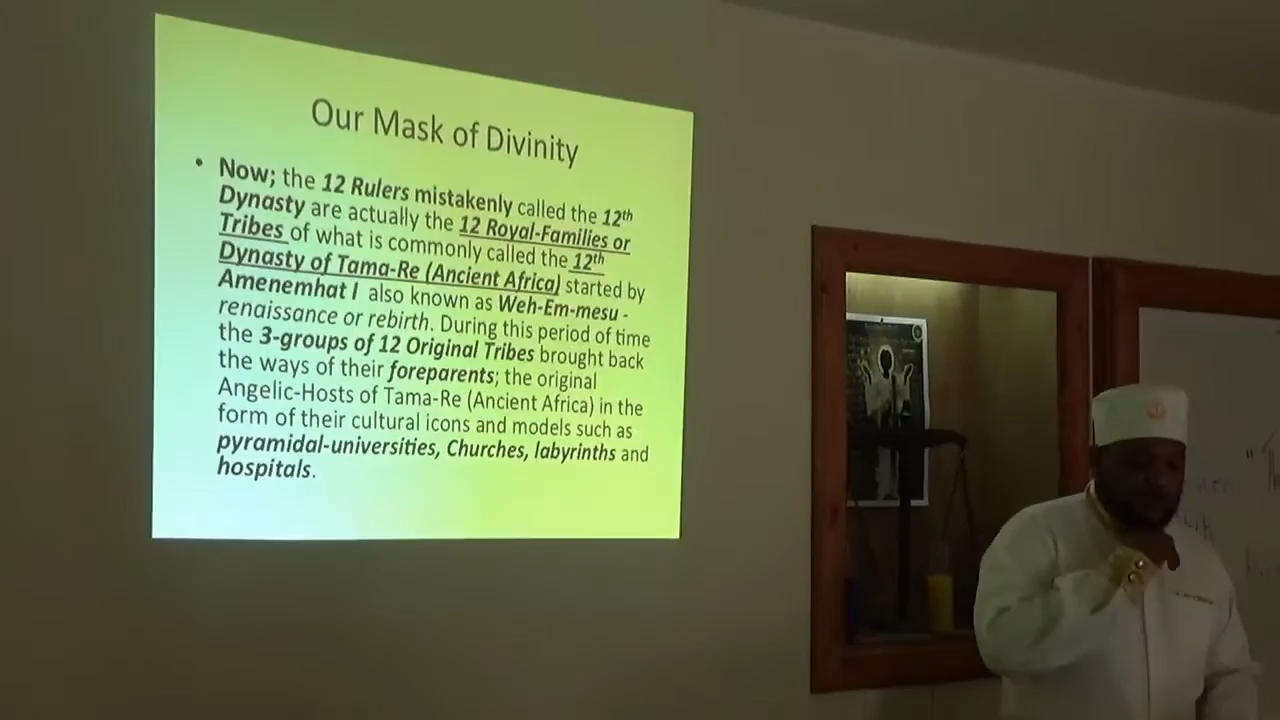 Our Mask of Divinity
• Now; the 12 Rulers mistakenly called the 12th
Dynasty are actually the 12 Royal-Families or
Tribes of what is commonly called the 12th
Dynasty of Tama-Re (Ancient Africa) started by
Amenemhat I also known as Weh-Em-mesu -
renaissance or rebirth. During this period of time
the 3-groups of 12 Original Tribes brought back
the ways of their foreparents; the original
Angelic-Hosts of Tama-Re (Ancient Africa) in the
form of their cultural icons and models such as
pyramidal-universities, Churches, labyrinths and
hospitals.